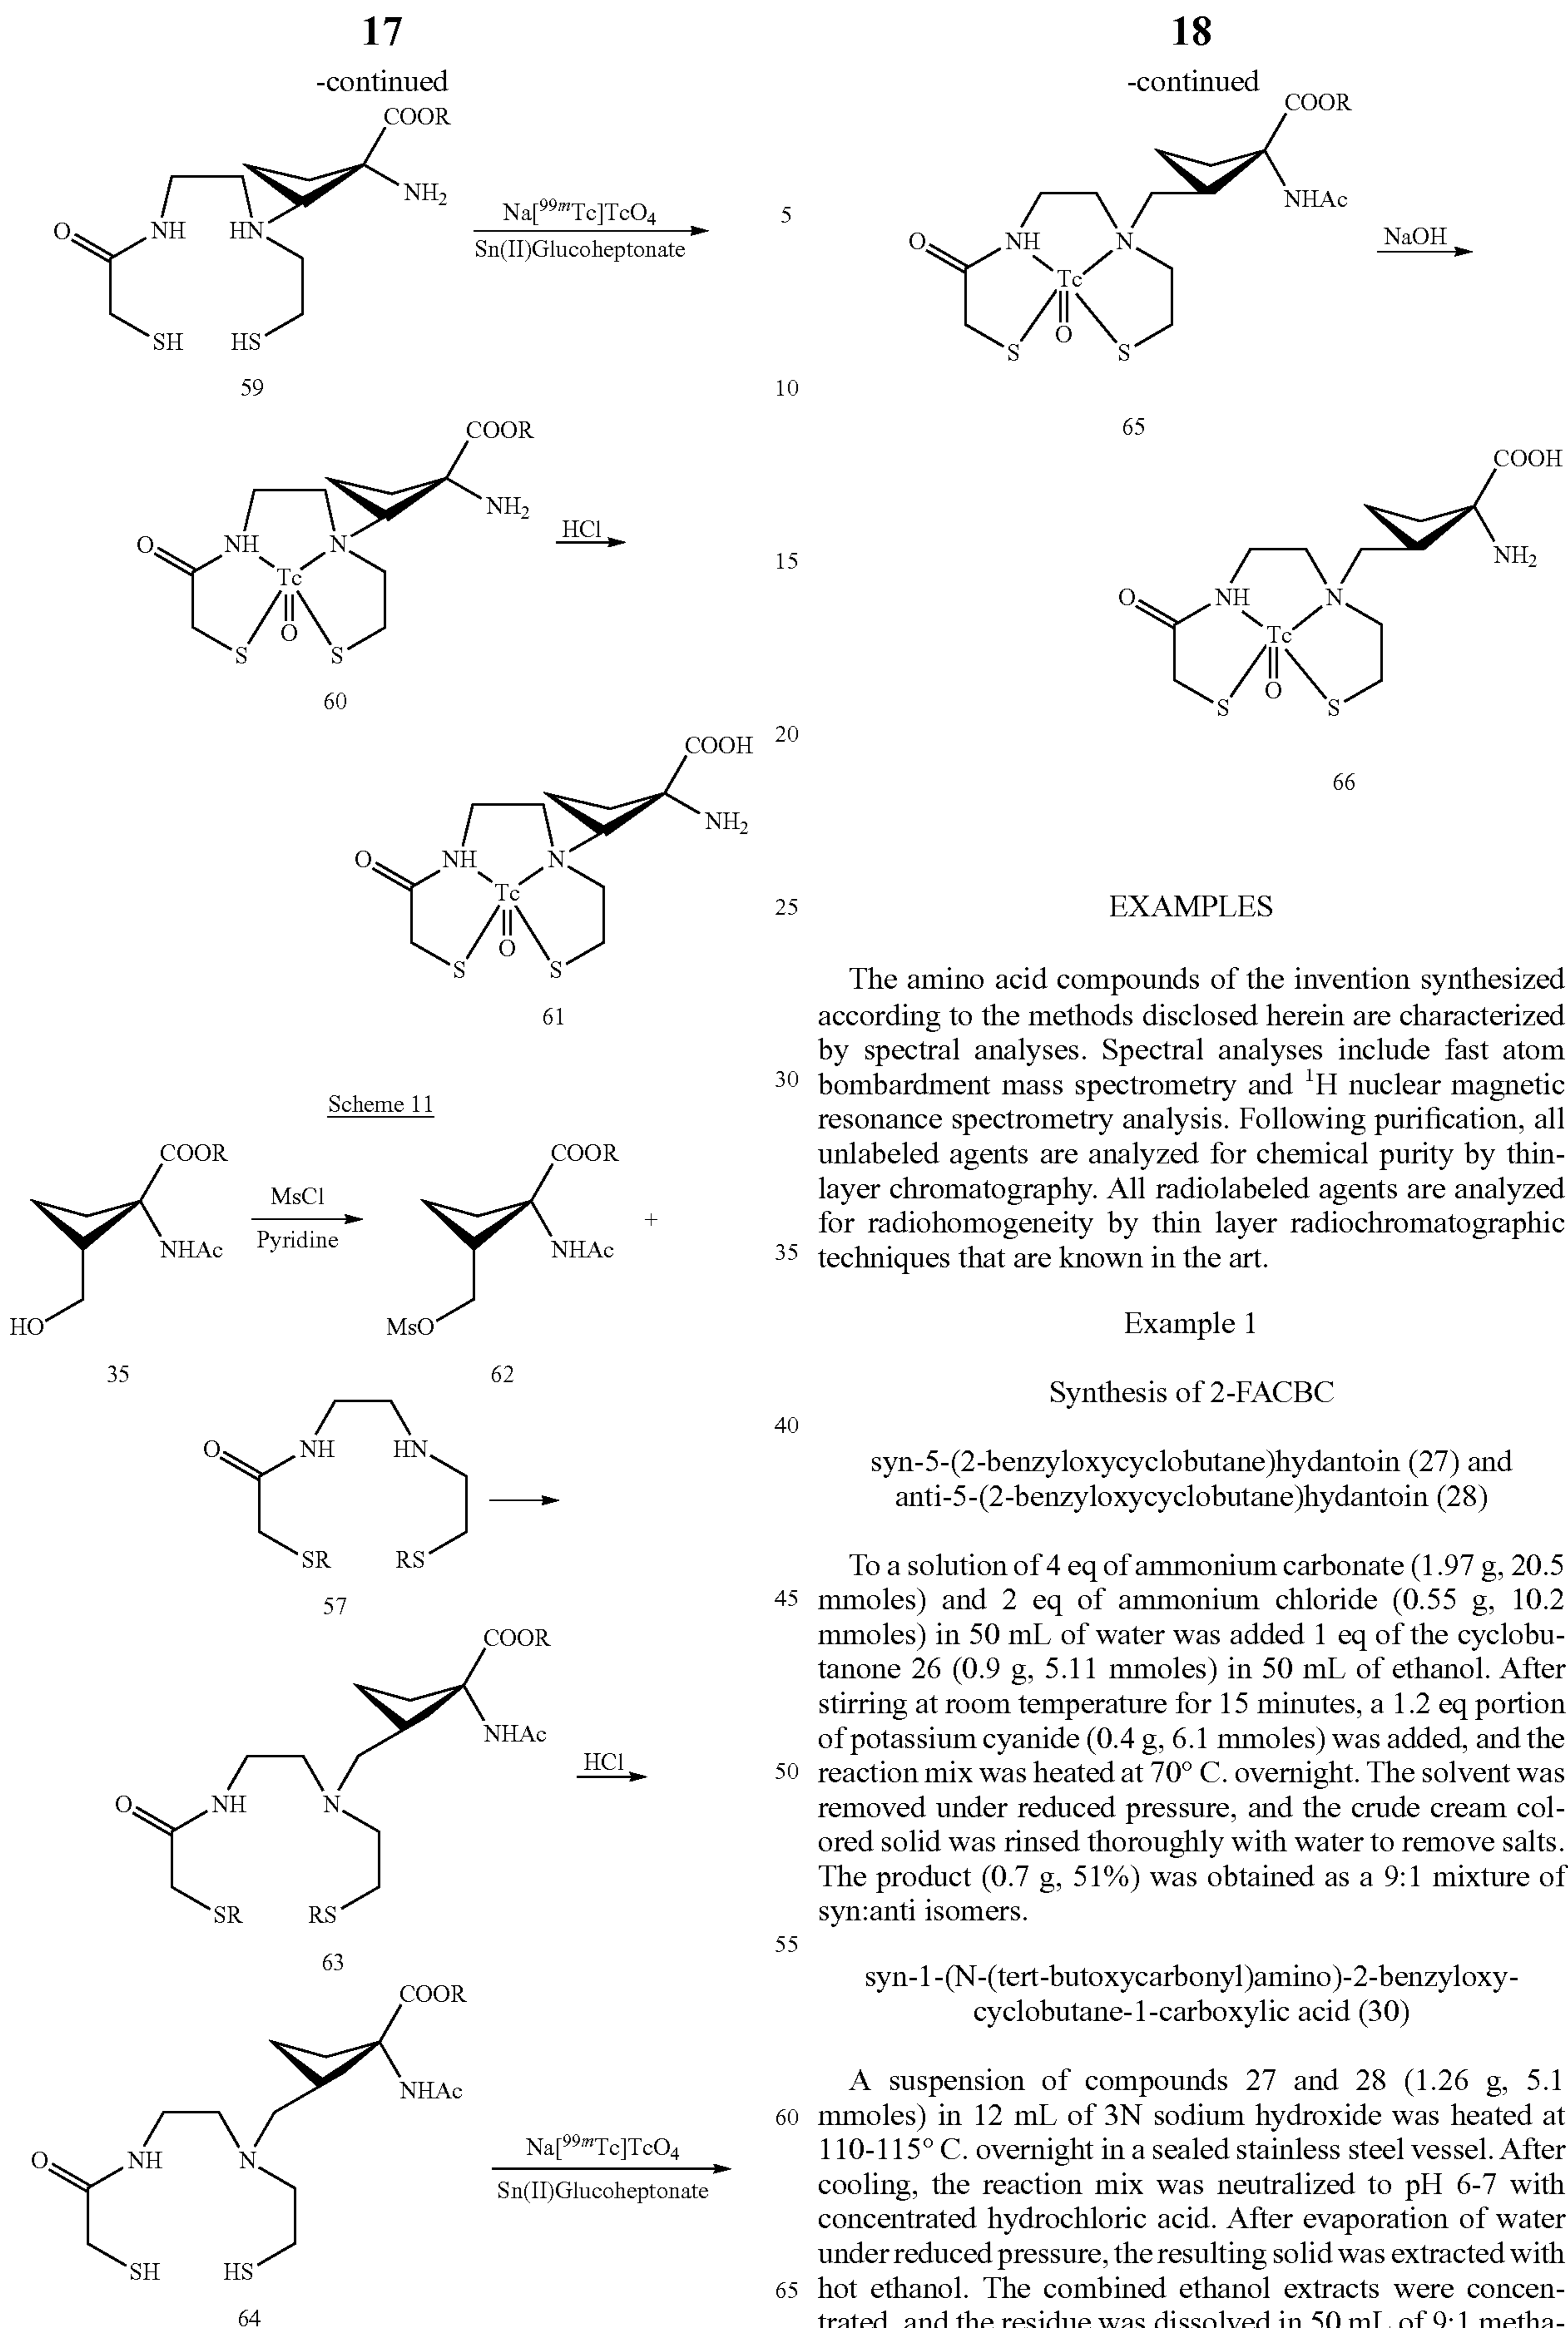 17
-continued
COOR
NH₂
O
NH
HN
SH
HS
59
Na[⁹⁹ᵐTc]TcO₄
Sn(II)Glucoheptonate
COOR
NH₂
O
NH
N
Tc
O
S
S
60
HCl
COOH
NH₂
O
NH
N
Tc
O
S
S
61
Scheme 11
COOR
NHAc
HO
35
MsCl
Pyridine
COOR
NHAc
MsO
62
+
O
NH
HN
SR
RS
57
COOR
NHAc
O
NH
N
SR
RS
63
HCl
COOR
NHAc
O
NH
N
SH
HS
64
Na[⁹⁹ᵐTc]TcO₄
Sn(II)Glucoheptonate
5
10
15
20
25
30
35
40
45
50
55
60
65
18
-continued
COOR
NHAc
O
NH
N
Tc
O
S
S
65
NaOH
COOH
NH₂
O
NH
N
Tc
O
S
S
66
EXAMPLES
The amino acid compounds of the invention synthesized
according to the methods disclosed herein are characterized
by spectral analyses. Spectral analyses include fast atom
bombardment mass spectrometry and ¹H nuclear magnetic
resonance spectrometry analysis. Following purification, all
unlabeled agents are analyzed for chemical purity by thin-
layer chromatography. All radiolabeled agents are analyzed
for radiohomogeneity by thin layer radiochromatographic
techniques that are known in the art.
Example 1
Synthesis of 2-FACBC
syn-5-(2-benzyloxycyclobutane)hydantoin (27) and
anti-5-(2-benzyloxycyclobutane)hydantoin (28)
To a solution of 4 eq of ammonium carbonate (1.97 g, 20.5
mmoles) and 2 eq of ammonium chloride (0.55 g, 10.2
mmoles) in 50 mL of water was added 1 eq of the cyclobu-
tanone 26 (0.9 g, 5.11 mmoles) in 50 mL of ethanol. After
stirring at room temperature for 15 minutes, a 1.2 eq portion
of potassium cyanide (0.4 g, 6.1 mmoles) was added, and the
reaction mix was heated at 70° C. overnight. The solvent was
removed under reduced pressure, and the crude cream col-
ored solid was rinsed thoroughly with water to remove salts.
The product (0.7 g, 51%) was obtained as a 9:1 mixture of
syn:anti isomers.
syn-1-(N-(tert-butoxycarbonyl)amino)-2-benzyloxy-
cyclobutane-1-carboxylic acid (30)
A suspension of compounds 27 and 28 (1.26 g, 5.1
mmoles) in 12 mL of 3N sodium hydroxide was heated at
110-115° C. overnight in a sealed stainless steel vessel. After
cooling, the reaction mix was neutralized to pH 6-7 with
concentrated hydrochloric acid. After evaporation of water
under reduced pressure, the resulting solid was extracted with
hot ethanol. The combined ethanol extracts were concen-
trated, and the residue was dissolved in 50 mL of 9:1 metha-